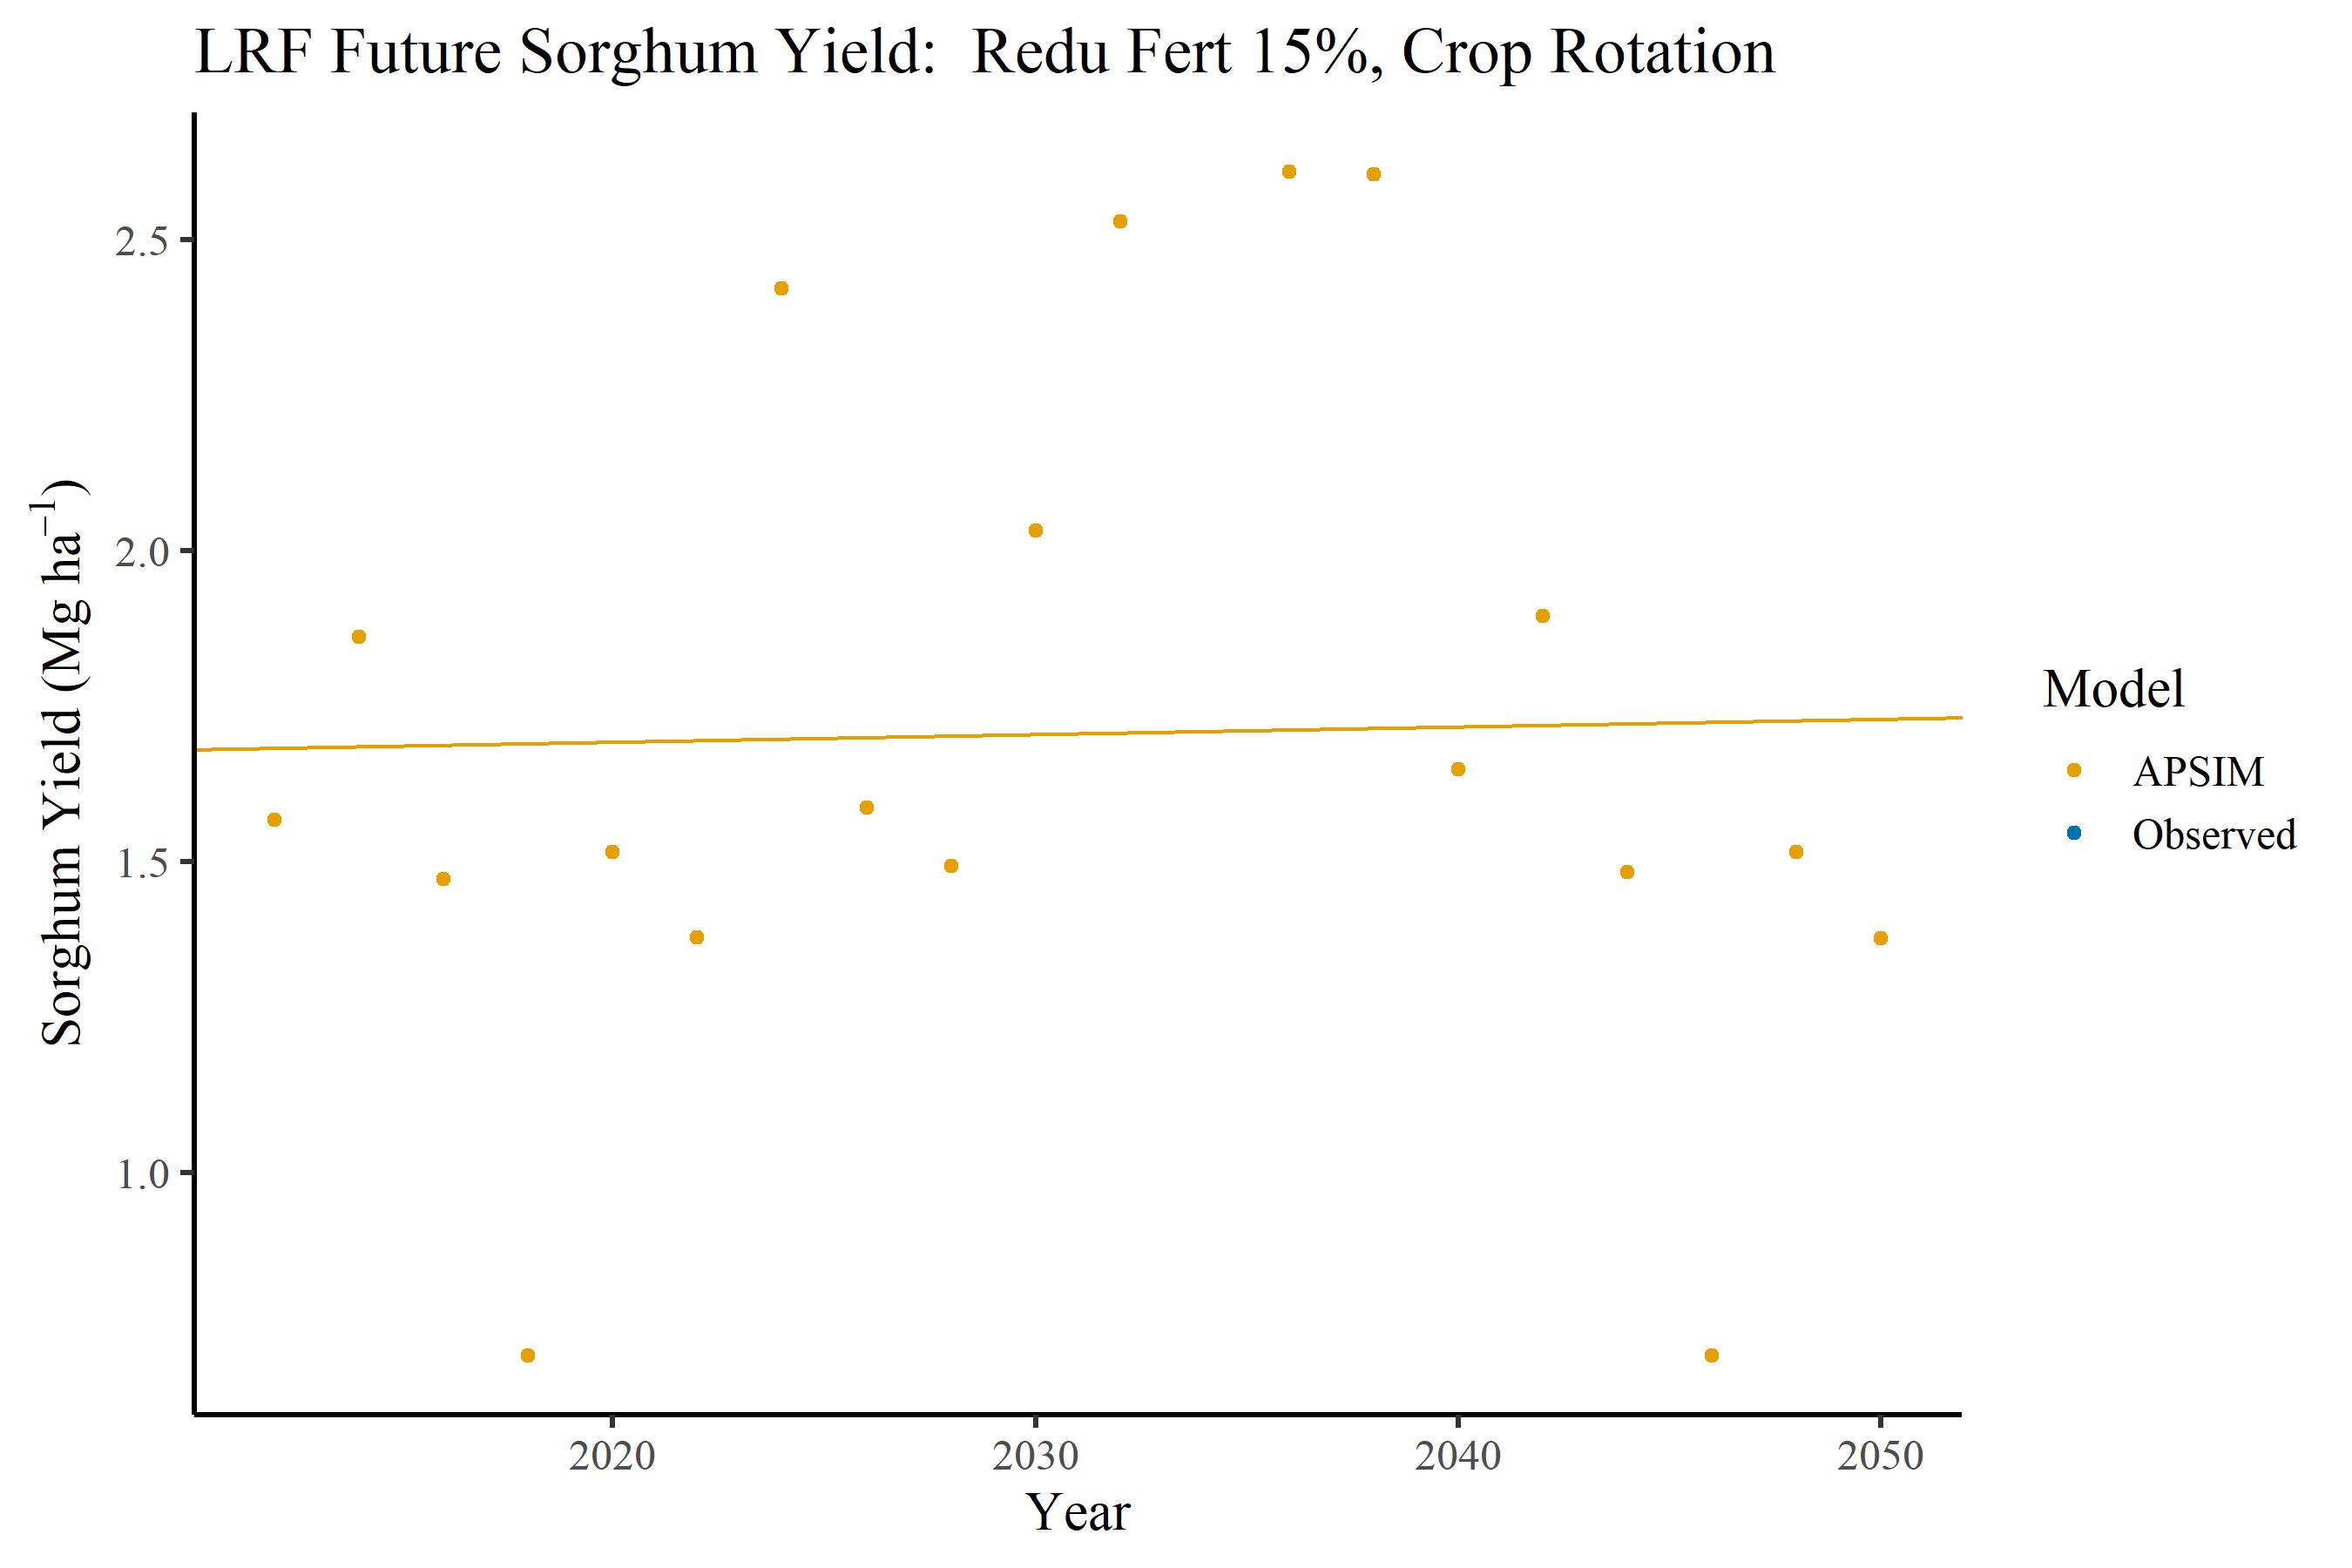 LRF Future Sorghum Yield:  Redu Fert 15%, Crop Rotation
Sorghum Yield (Mg ha⁻¹)
2.5
2.0
1.5
1.0
2020
2030
2040
2050
Year
Model
APSIM
Observed